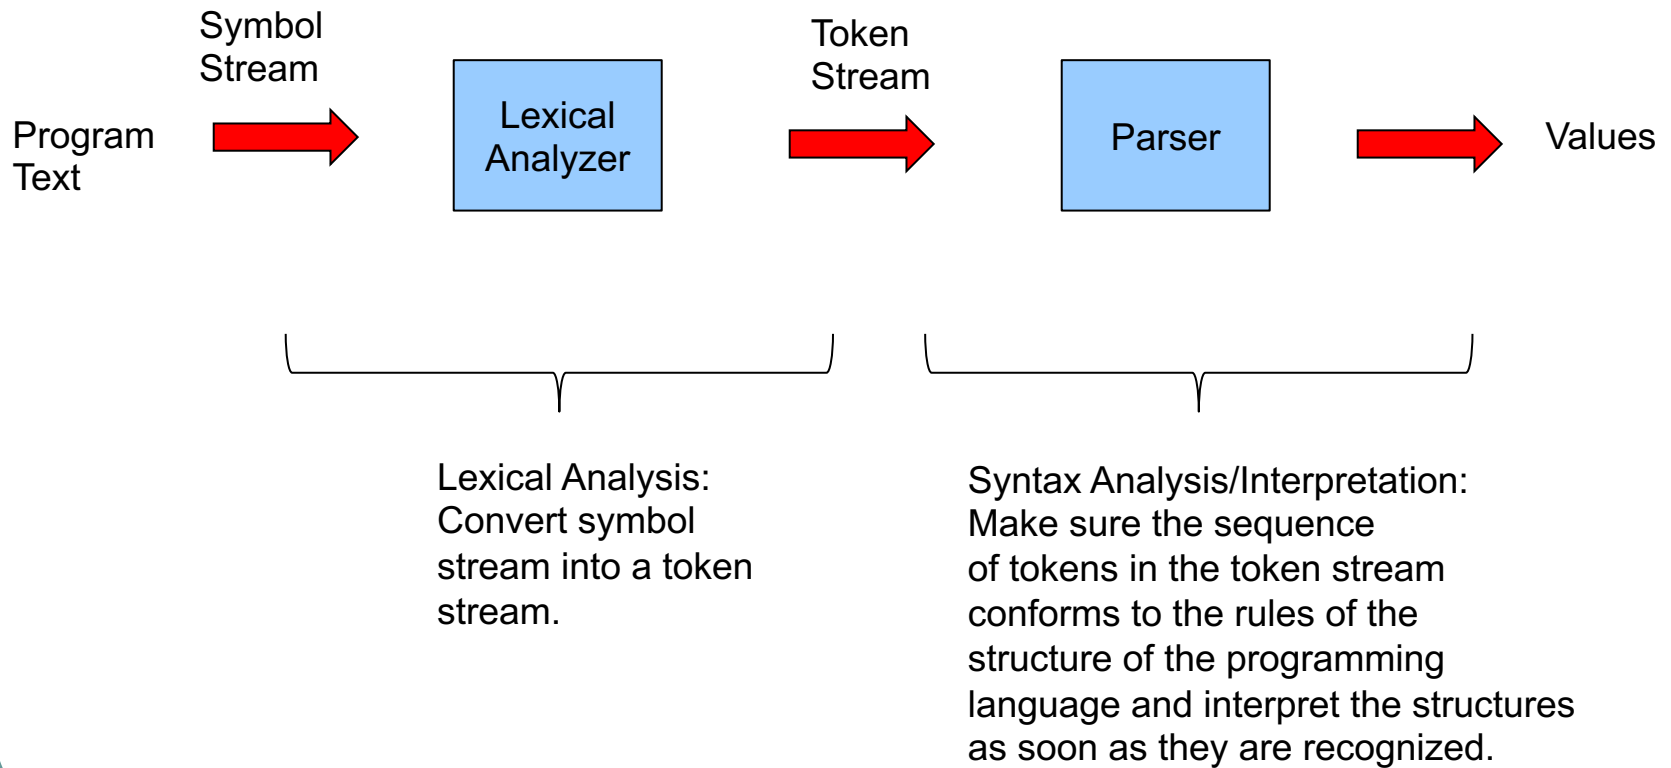 Symbol
Stream
Token
Stream
Program
Text
Lexical
Analyzer
Parser
Values
Lexical Analysis:
Convert symbol
stream into a token
stream.
Syntax Analysis/Interpretation:
Make sure the sequence
of tokens in the token stream
conforms to the rules of the
structure of the programming
language and interpret the structures
as soon as they are recognized.